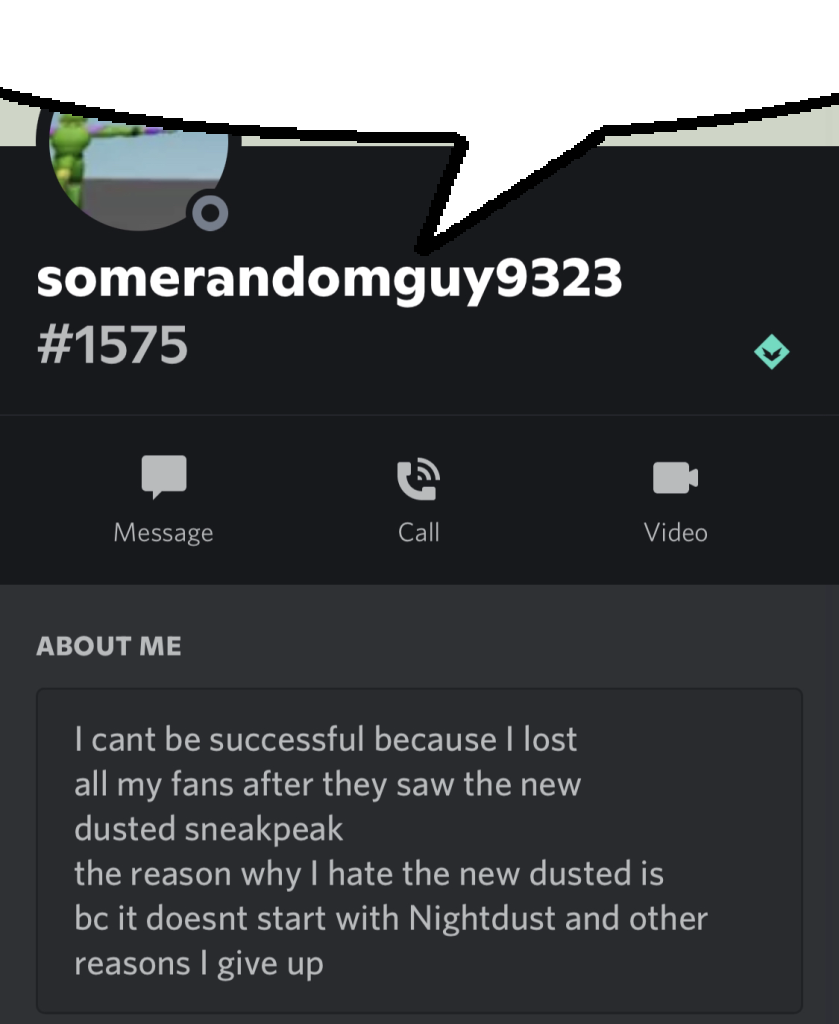 somerandomguy9323
#1575
Message
Call
Video
ABOUT ME
I cant be successful because I lost
all my fans after they saw the new
dusted sneakpeak
the reason why I hate the new dusted is
bc it doesnt start with Nightdust and other
reasons I give up